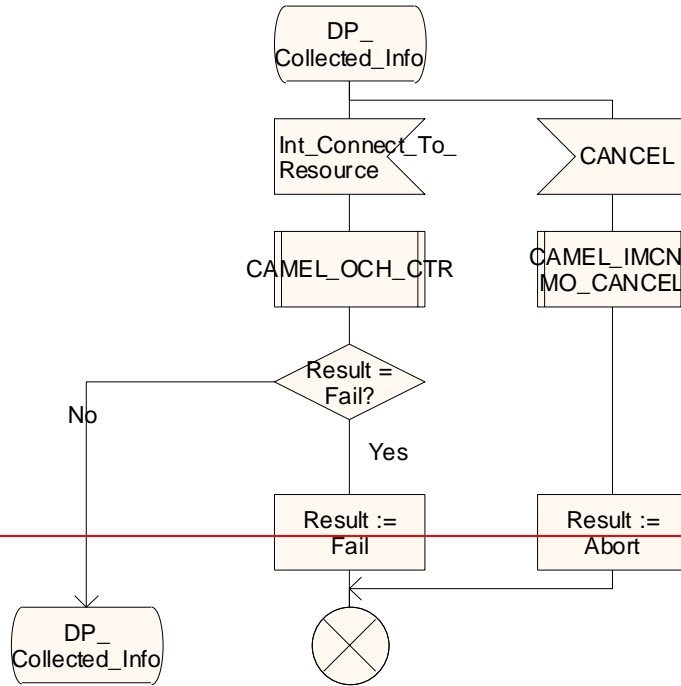 DP_
Collected_Info
Int_Connect_To_
Resource
CANCEL
CAMEL_OCH_CTR
CAMEL_IMCN
MO_CANCEL
Result =
Fail?
No
Yes
Result :=
Fail
Result :=
Abort
DP_
Collected_Info